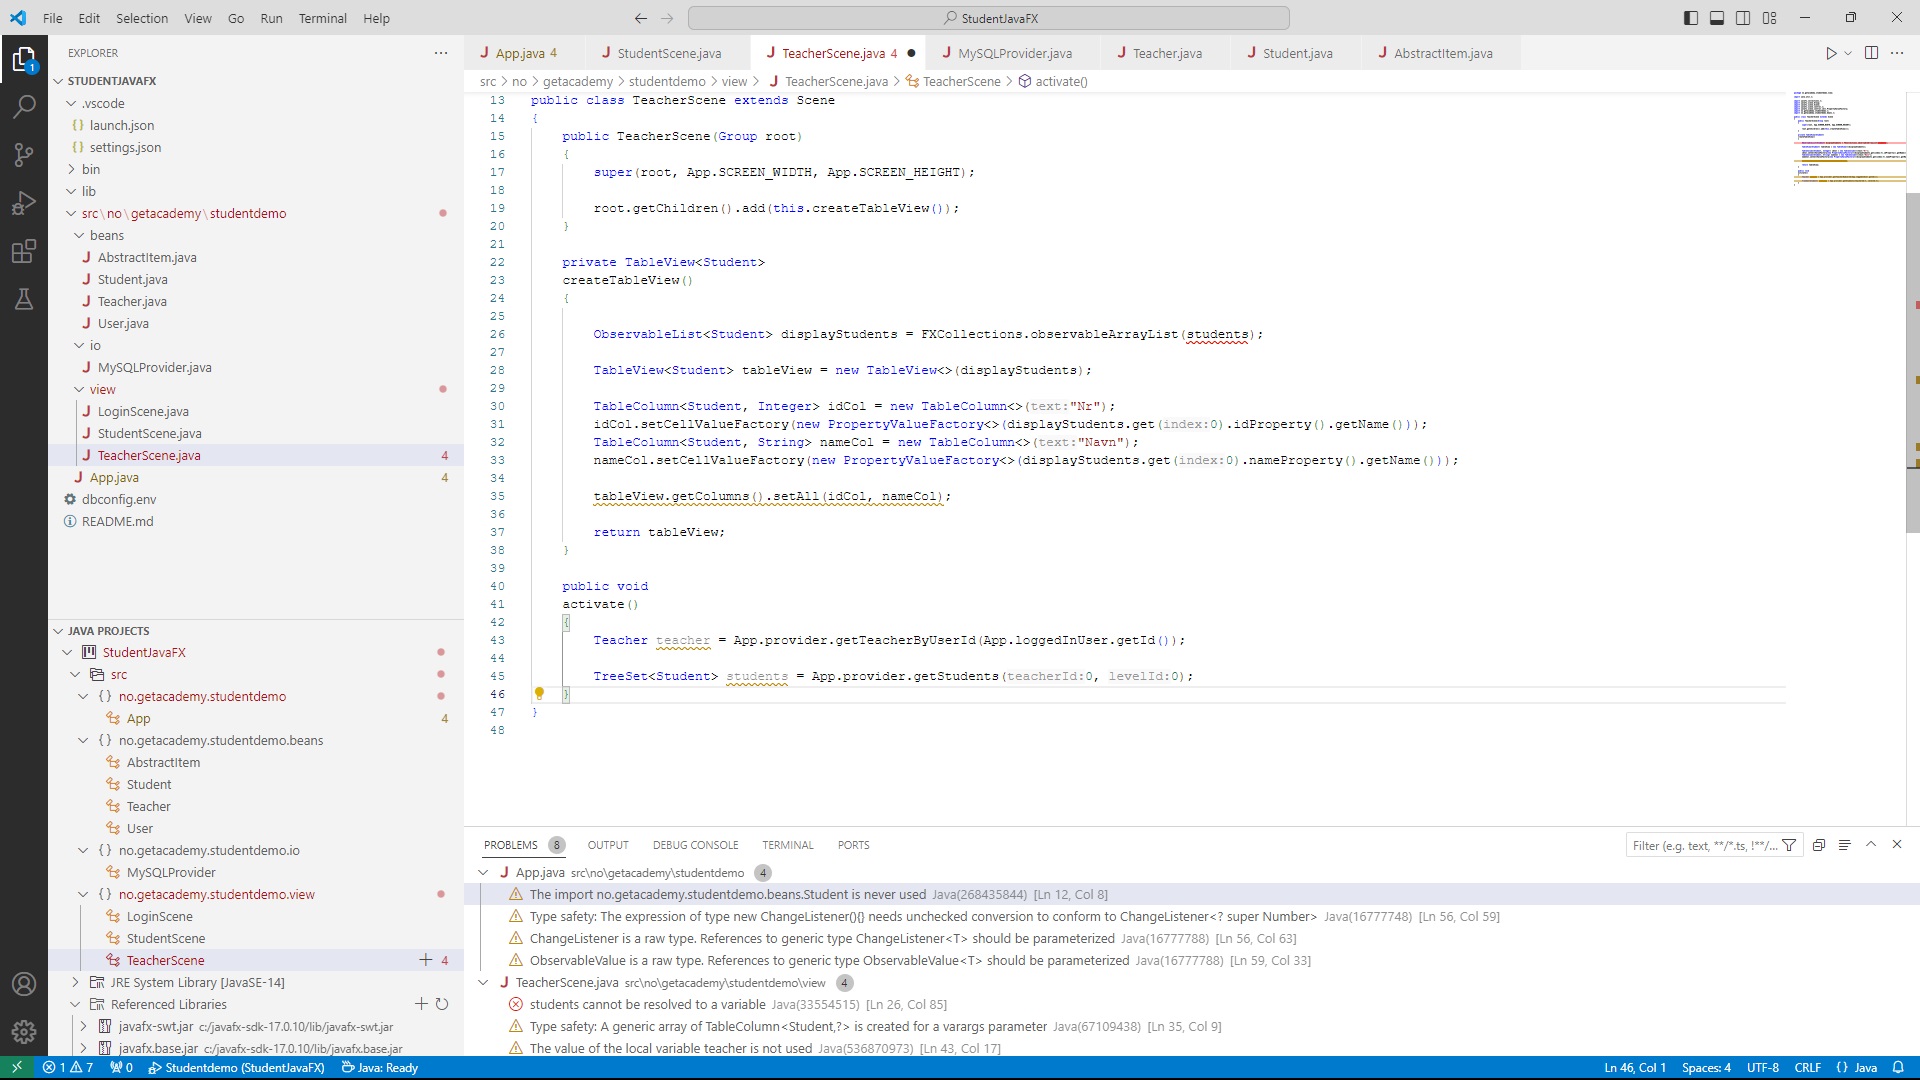 File Edit Selection View Go Run Terminal Help
StudentJavaFX
EXPLORER
STUDENTJAVAFX
.vscode
{} launch.json
{} settings.json
bin
lib
src\no\getacademy\studentdemo
beans
J AbstractItem.java
J Student.java
J Teacher.java
J User.java
io
J MySQLProvider.java
view
J LoginScene.java
J StudentScene.java
J TeacherScene.java 4
J App.java 4
dbconfig.env
README.md
JAVA PROJECTS
StudentJavaFX
src
{} no.getacademy.studentdemo
App 4
{} no.getacademy.studentdemo.beans
AbstractItem
Student
Teacher
User
{} no.getacademy.studentdemo.io
MySQLProvider
{} no.getacademy.studentdemo.view
LoginScene
StudentScene
TeacherScene 4
JRE System Library [JavaSE-14]
Referenced Libraries
javafx-swt.jar c:/javafx-sdk-17.0.10/lib/javafx-swt.jar
javafx.base.jar c:/javafx-sdk-17.0.10/lib/javafx.base.jar
J App.java 4 J StudentScene.java J TeacherScene.java 4 J MySQLProvider.java J Teacher.java J Student.java J AbstractItem.java
src > no > getacademy > studentdemo > view > J TeacherScene.java > TeacherScene > activate()
13 public class TeacherScene extends Scene
14 {
15 public TeacherScene(Group root)
16 {
17 super(root, App.SCREEN_WIDTH, App.SCREEN_HEIGHT);
18
19 root.getChildren().add(this.createTableView());
20 }
21
22 private TableView<Student>
23 createTableView()
24 {
25
26 ObservableList<Student> displayStudents = FXCollections.observableArrayList(students);
27
28 TableView<Student> tableView = new TableView<>(displayStudents);
29
30 TableColumn<Student, Integer> idCol = new TableColumn<>(text:"Nr");
31 idCol.setCellValueFactory(new PropertyValueFactory<>(displayStudents.get(index:0).idProperty().getName()));
32 TableColumn<Student, String> nameCol = new TableColumn<>(text:"Navn");
33 nameCol.setCellValueFactory(new PropertyValueFactory<>(displayStudents.get(index:0).nameProperty().getName()));
34
35 tableView.getColumns().setAll(idCol, nameCol);
36
37 return tableView;
38 }
39
40 public void
41 activate()
42 {
43 Teacher teacher = App.provider.getTeacherByUserId(App.loggedInUser.getId());
44
45 TreeSet<Student> students = App.provider.getStudents(teacherId:0, levelId:0);
46 }
47 }
48
PROBLEMS 8 OUTPUT DEBUG CONSOLE TERMINAL PORTS
Filter (e.g. text, **/*.ts, !**/...
J App.java src\no\getacademy\studentdemo 4
The import no.getacademy.studentdemo.beans.Student is never used Java(268435844) [Ln 12, Col 8]
Type safety: The expression of type new ChangeListener(){} needs unchecked conversion to conform to ChangeListener<? super Number> Java(16777748) [Ln 56, Col 59]
ChangeListener is a raw type. References to generic type ChangeListener<T> should be parameterized Java(16777788) [Ln 56, Col 63]
ObservableValue is a raw type. References to generic type ObservableValue<T> should be parameterized Java(16777788) [Ln 59, Col 33]
J TeacherScene.java src\no\getacademy\studentdemo\view 4
students cannot be resolved to a variable Java(33554515) [Ln 26, Col 85]
Type safety: A generic array of TableColumn<Student,?> is created for a varargs parameter Java(67109438) [Ln 35, Col 9]
The value of the local variable teacher is not used Java(536870973) [Ln 43, Col 17]
1 7 0 Studentdemo (StudentJavaFX) Java: Ready Ln 46, Col 1 Spaces: 4 UTF-8 CRLF {} Java